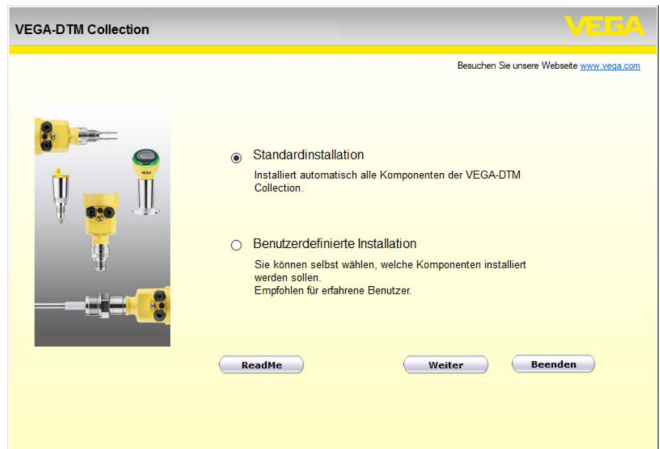 VEGA-DTM Collection
VEGA
Besuchen Sie unsere Webseite www.vega.com
Standardinstallation
Installiert automatisch alle Komponenten der VEGA-DTM
Collection.
Benutzerdefinierte Installation
Sie können selbst wählen, welche Komponenten installiert
werden sollen.
Empfohlen für erfahrene Benutzer.
ReadMe
Weiter
Beenden